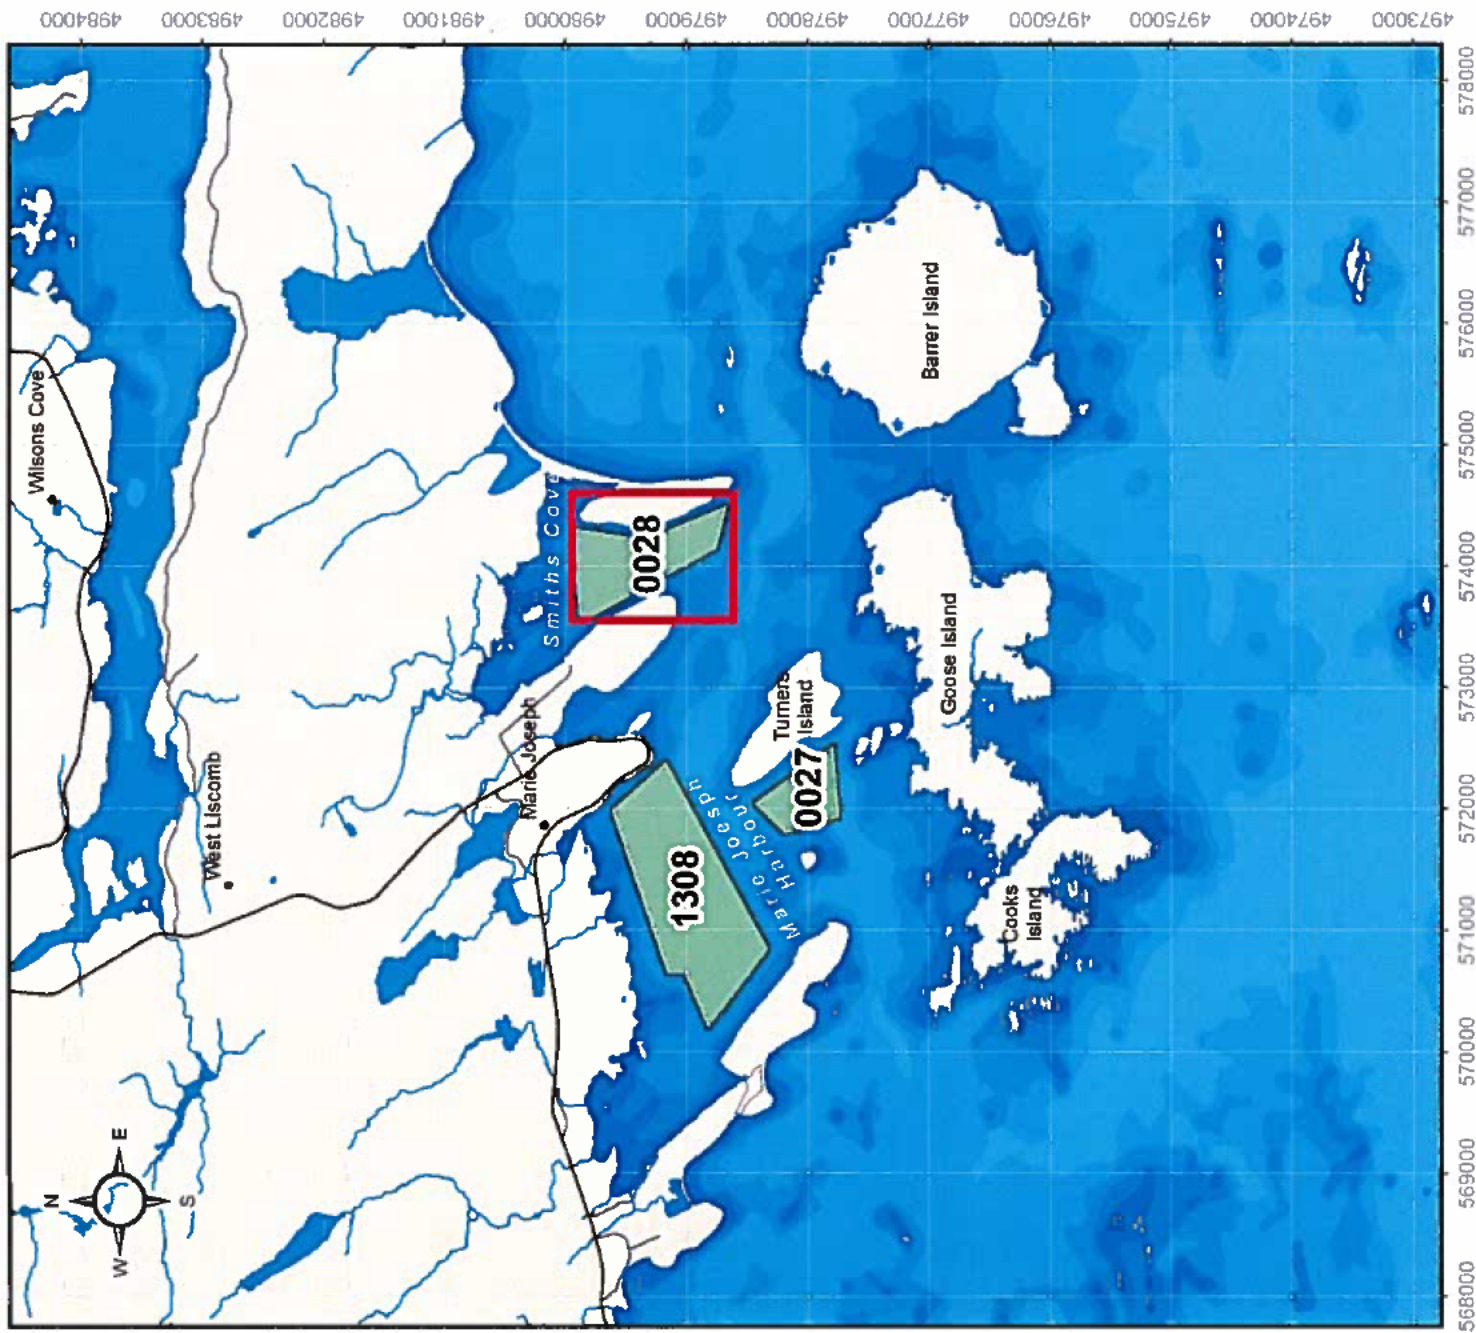 4984000
4983000
4982000
4981000
4980000
4979000
4978000
4977000
4976000
4975000
4974000
4973000
578000
577000
576000
575000
574000
573000
572000
571000
570000
569000
568000
Wilsons Cove
West Liscomb
Marie Joseph
Smiths Cove
0028
Barrer Island
Goose Island
Turners
Island
0027
1308
Marie Joesph
Harbour
Cooks
Island
N
E
S
W